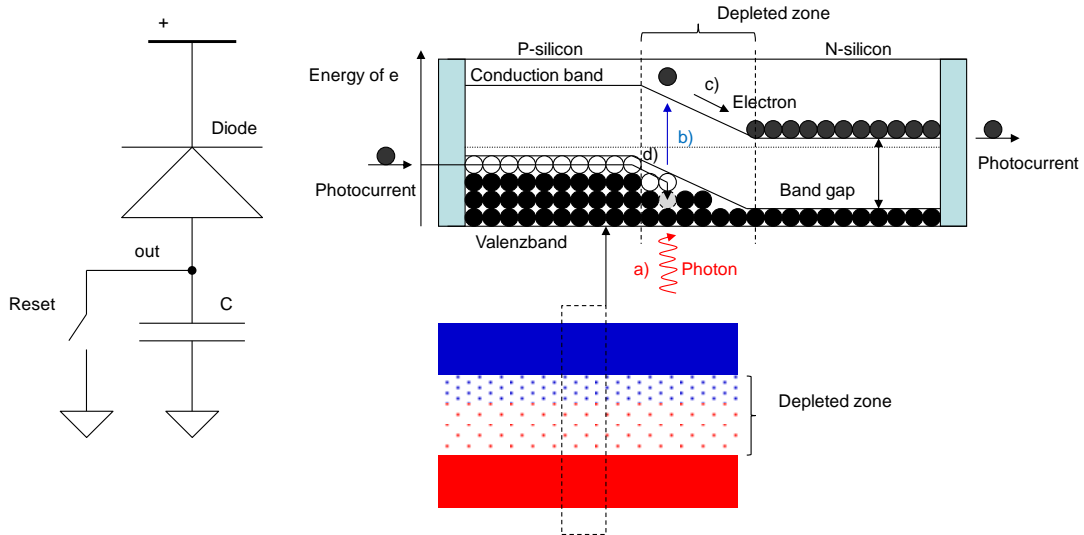 +
Diode
out
Reset
C
Depleted zone
P-silicon
N-silicon
Energy of e
Conduction band
c)
Electron
b)
d)
Photocurrent
Photocurrent
Band gap
Valenzband
a)
Photon
Depleted zone